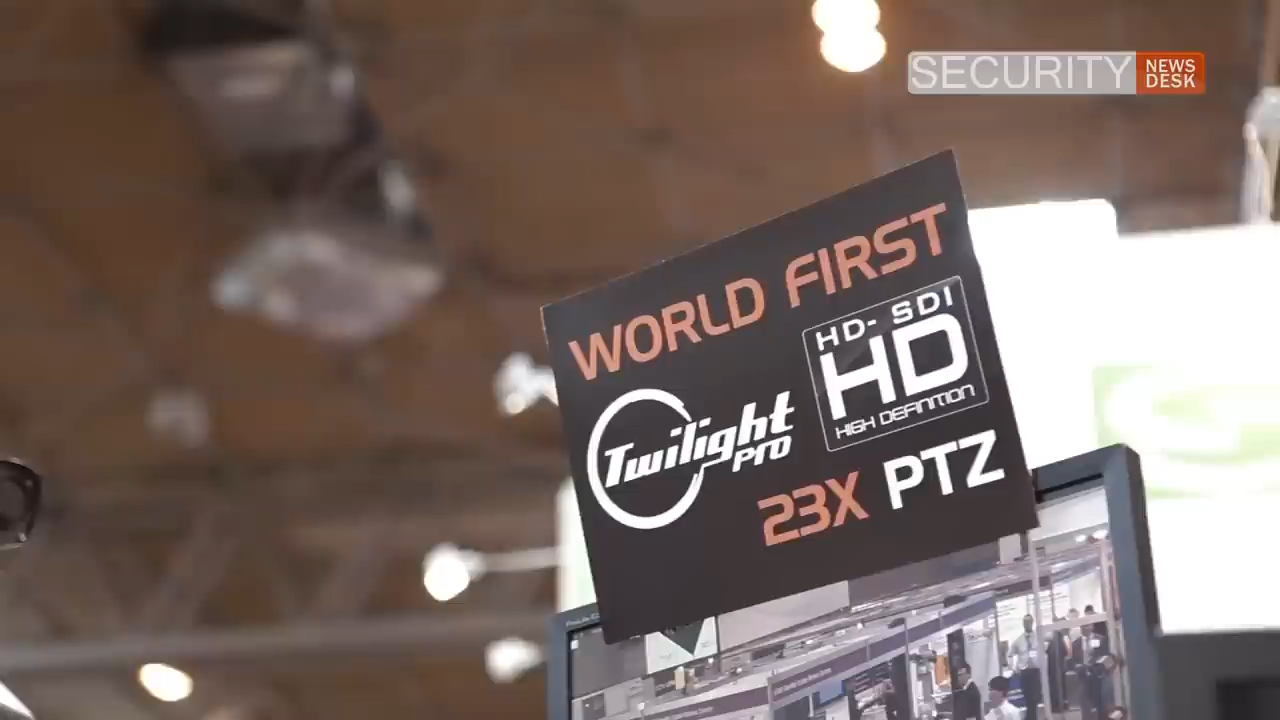 SECURITY NEWS DESK
WORLD FIRST
HD- SDI
HD
HIGH DEFINITION
Twilight
Pro
23X PTZ